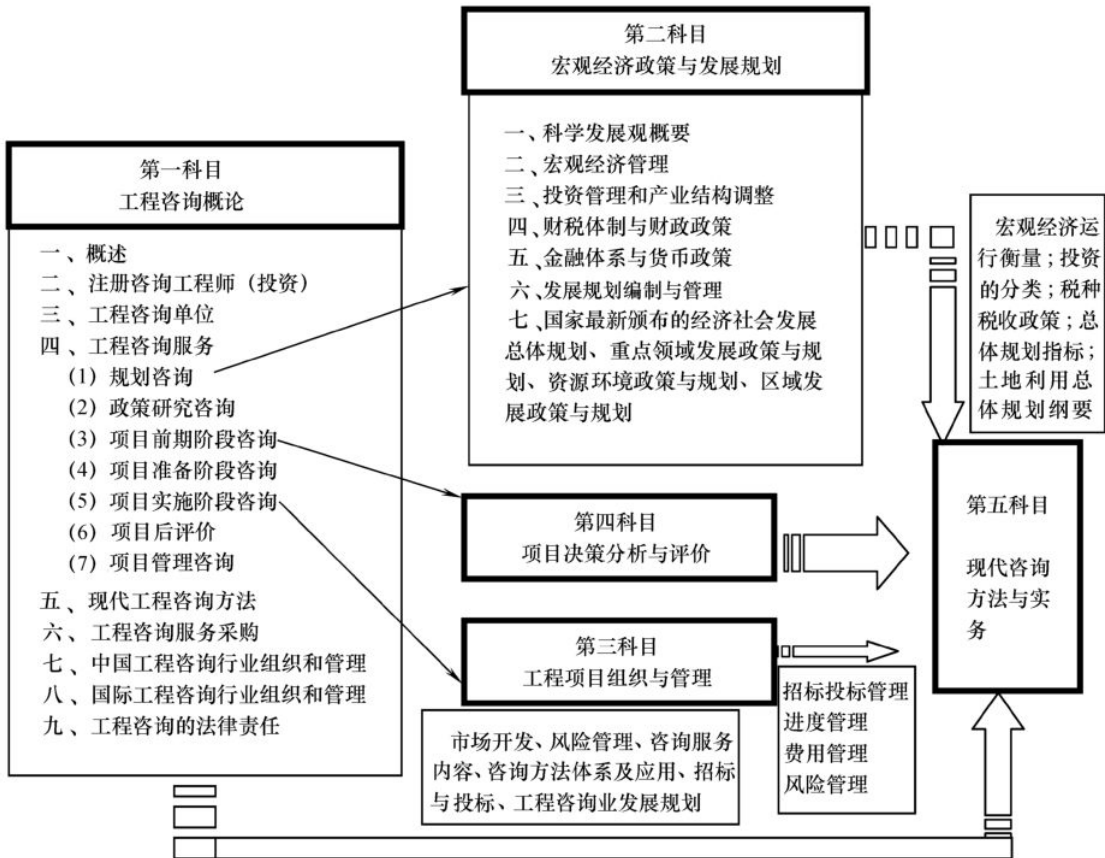 第一科目
工程咨询概论
一、概述
二、注册咨询工程师（投资）
三、工程咨询单位
四、工程咨询服务
(1) 规划咨询
(2) 政策研究咨询
(3) 项目前期阶段咨询
(4) 项目准备阶段咨询
(5) 项目实施阶段咨询
(6) 项目后评价
(7) 项目管理咨询
五、现代工程咨询方法
六、工程咨询服务采购
七、中国工程咨询行业组织和管理
八、国际工程咨询行业组织和管理
九、工程咨询的法律责任
第二科目
宏观经济政策与发展规划
一、科学发展观概要
二、宏观经济管理
三、投资管理和产业结构调整
四、财税体制与财政政策
五、金融体系与货币政策
六、发展规划编制与管理
七、国家最新颁布的经济社会发展
总体规划、重点领域发展政策与规
划、资源环境政策与规划、区域发
展政策与规划
宏观经济运
行衡量；投资
的分类；税种
税收政策；总
体规划指标；
土地利用总
体规划纲要
第四科目
项目决策分析与评价
第三科目
工程项目组织与管理
招标投标管理
进度管理
费用管理
风险管理
市场开发、风险管理、咨询服务
内容、咨询方法体系及应用、招标
与投标、工程咨询业发展规划
第五科目
现代咨询
方法与实
务